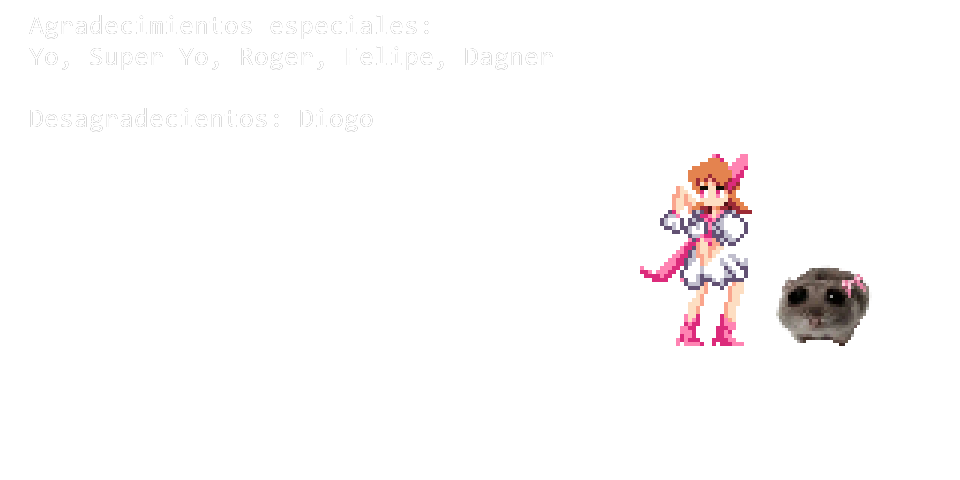 Agradecimientos especiales:
Yo, Super Yo, Roger, Felipe, Dagner
Desagradecientos: Diogo